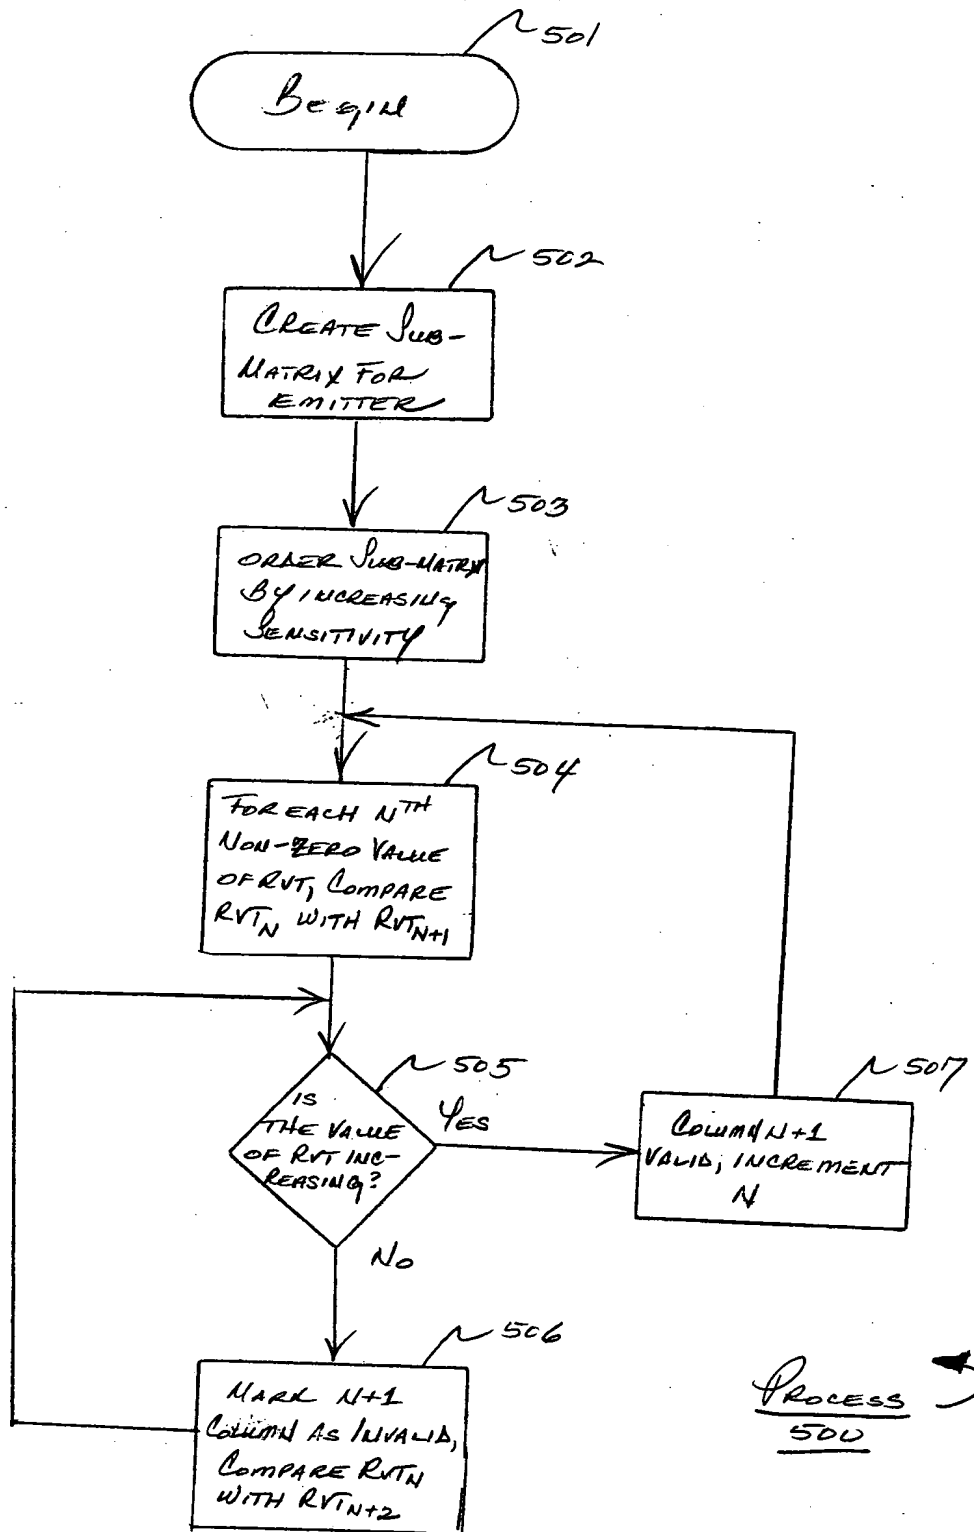 501
Begin
502
CREATE SUB-
MATRIX FOR
EMITTER
503
ORDER SUB-MATRIX
BY INCREASING
SENSITIVITY
504
FOR EACH NTH
NON-ZERO VALUE
OF RVT, COMPARE
RVTN WITH RVTN+1
505
IS
THE VALUE
OF RVT INC-
REASING?
YES
507
COLUMN N+1
VALID; INCREMENT
N
NO
506
MARK N+1
COLUMN AS INVALID,
COMPARE RVTN
WITH RVTN+2
PROCESS
500